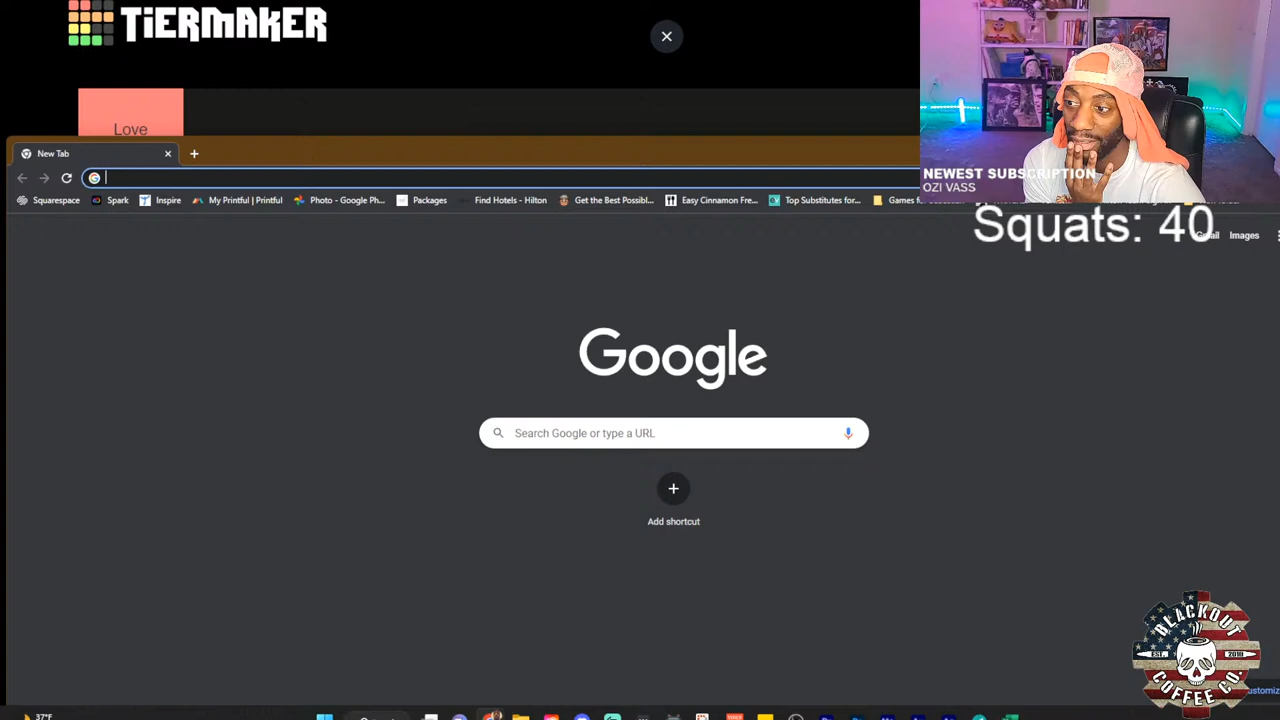 TiERMAKER
Love
New Tab
Squarespace Spark Inspire My Printful | Printful Photo - Google Ph... Packages Find Hotels - Hilton Get the Best Possibl... Easy Cinnamon Fre... Top Substitutes for... Games f
NEWEST SUBSCRIPTION
OZI VASS
Squats: 40
Gmail Images
Google
Search Google or type a URL
Add shortcut
BLACKOUT
EST. 2018
COFFEE CO.
ustomiz
37°F